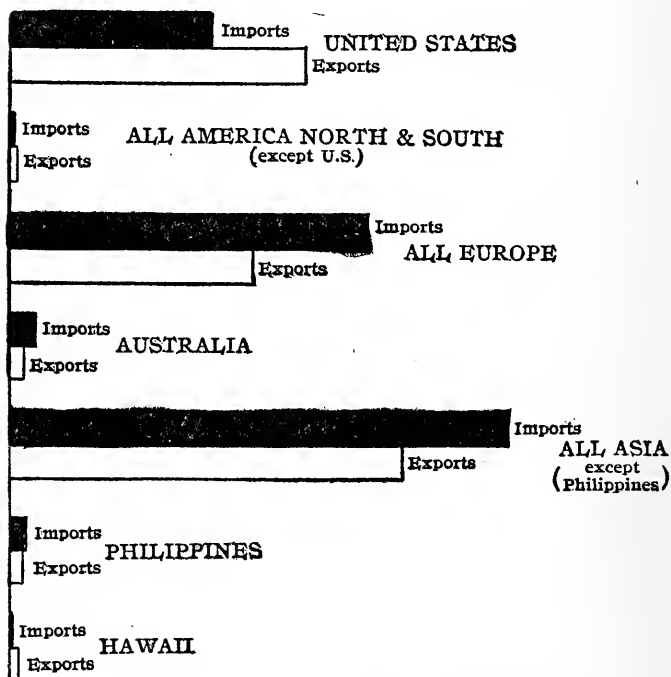 Imports
UNITED STATES
Exports
Imports
ALL AMERICA NORTH & SOUTH
(except U.S.)
Exports
Imports
ALL EUROPE
Exports
Imports
AUSTRALIA
Exports
Imports
ALL ASIA
except
(Philippines)
Exports
Imports
PHILIPPINES
Exports
Imports
HAWAII
Exports